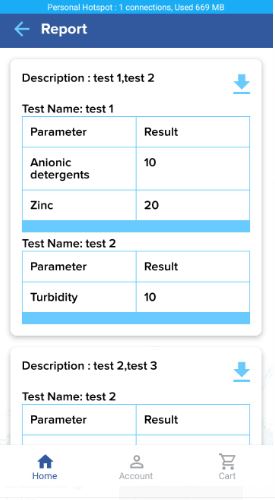 Personal Hotspot : 1 connections, Used 669 MB
Report
Description : test 1,test 2
Test Name: test 1
Parameter Result
Anionic detergents 10
Zinc 20
Test Name: test 2
Parameter Result
Turbidity 10
Description : test 2,test 3
Test Name: test 2
Parameter Result
Home Account Cart